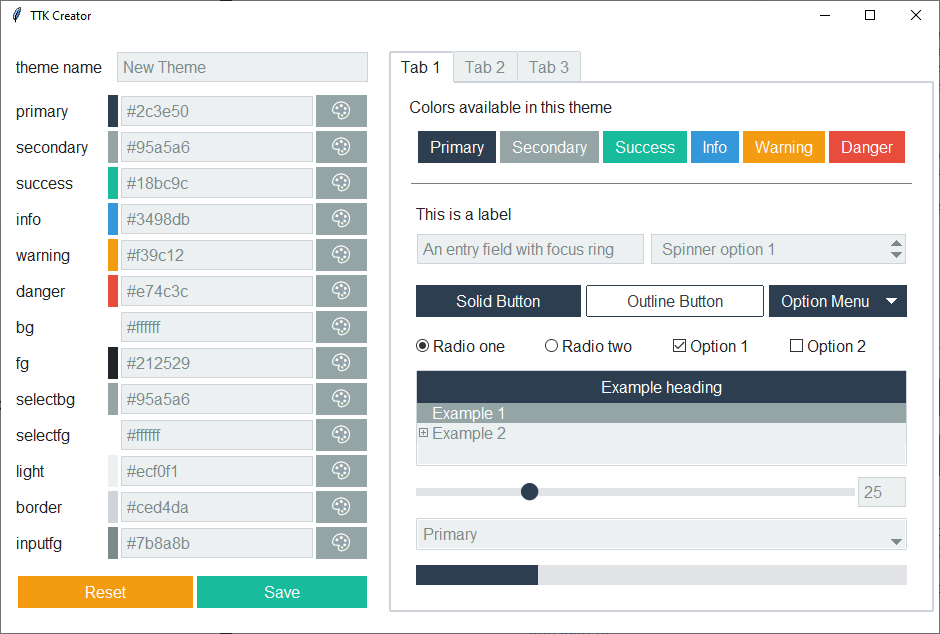 TTK Creator
theme name New Theme
primary #2c3e50
secondary #95a5a6
success #18bc9c
info #3498db
warning #f39c12
danger #e74c3c
bg #ffffff
fg #212529
selectbg #95a5a6
selectfg #ffffff
light #ecf0f1
border #ced4da
inputfg #7b8a8b
Reset Save
Tab 1 Tab 2 Tab 3
Colors available in this theme
Primary Secondary Success Info Warning Danger
This is a label
An entry field with focus ring Spinner option 1
Solid Button Outline Button Option Menu
Radio one Radio two Option 1 Option 2
Example heading
Example 1
Example 2
25
Primary